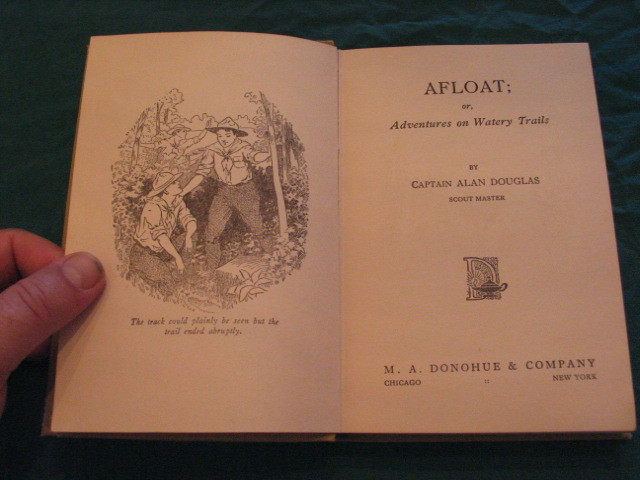 The track could plainly be seen but the
trail ended abruptly.
AFLOAT;
or,
Adventures on Watery Trails
BY
CAPTAIN ALAN DOUGLAS
SCOUT MASTER
D
M. A. DONOHUE & COMPANY
CHICAGO NEW YORK